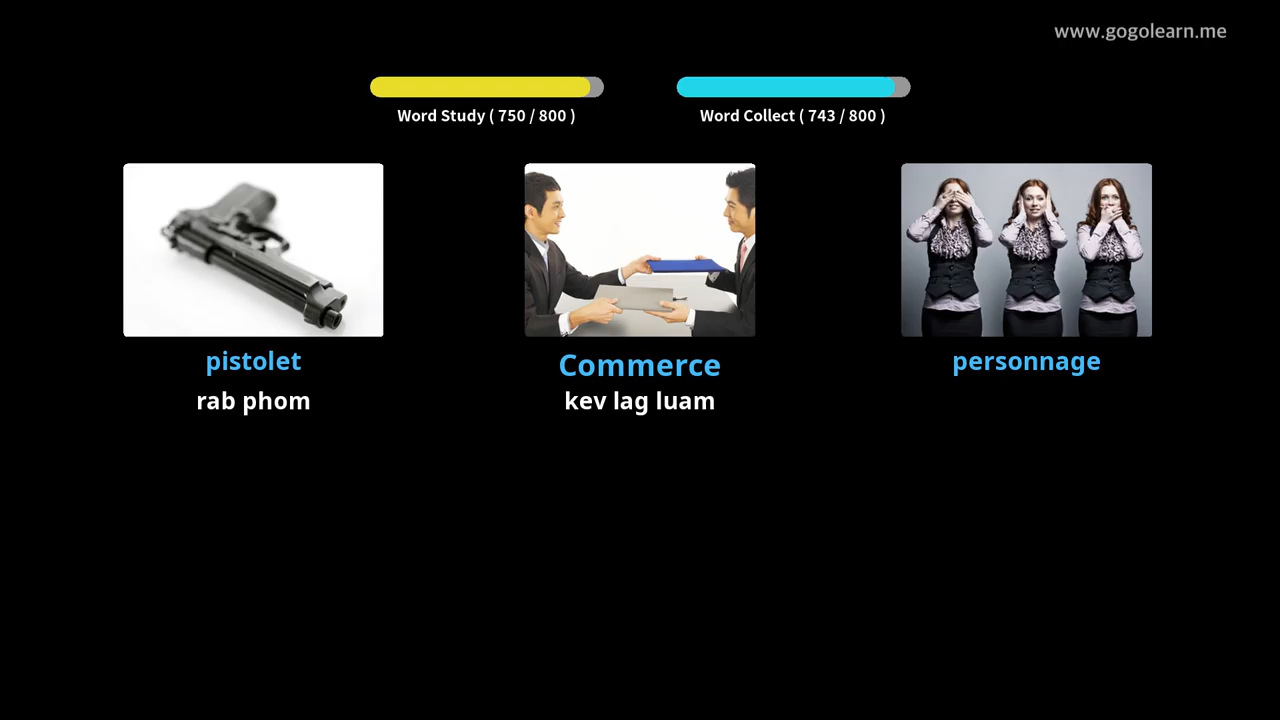 www.gogolearn.me
Word Study ( 750 / 800 )
Word Collect ( 743 / 800 )
pistolet
Commerce
personnage
rab phom
kev lag luam